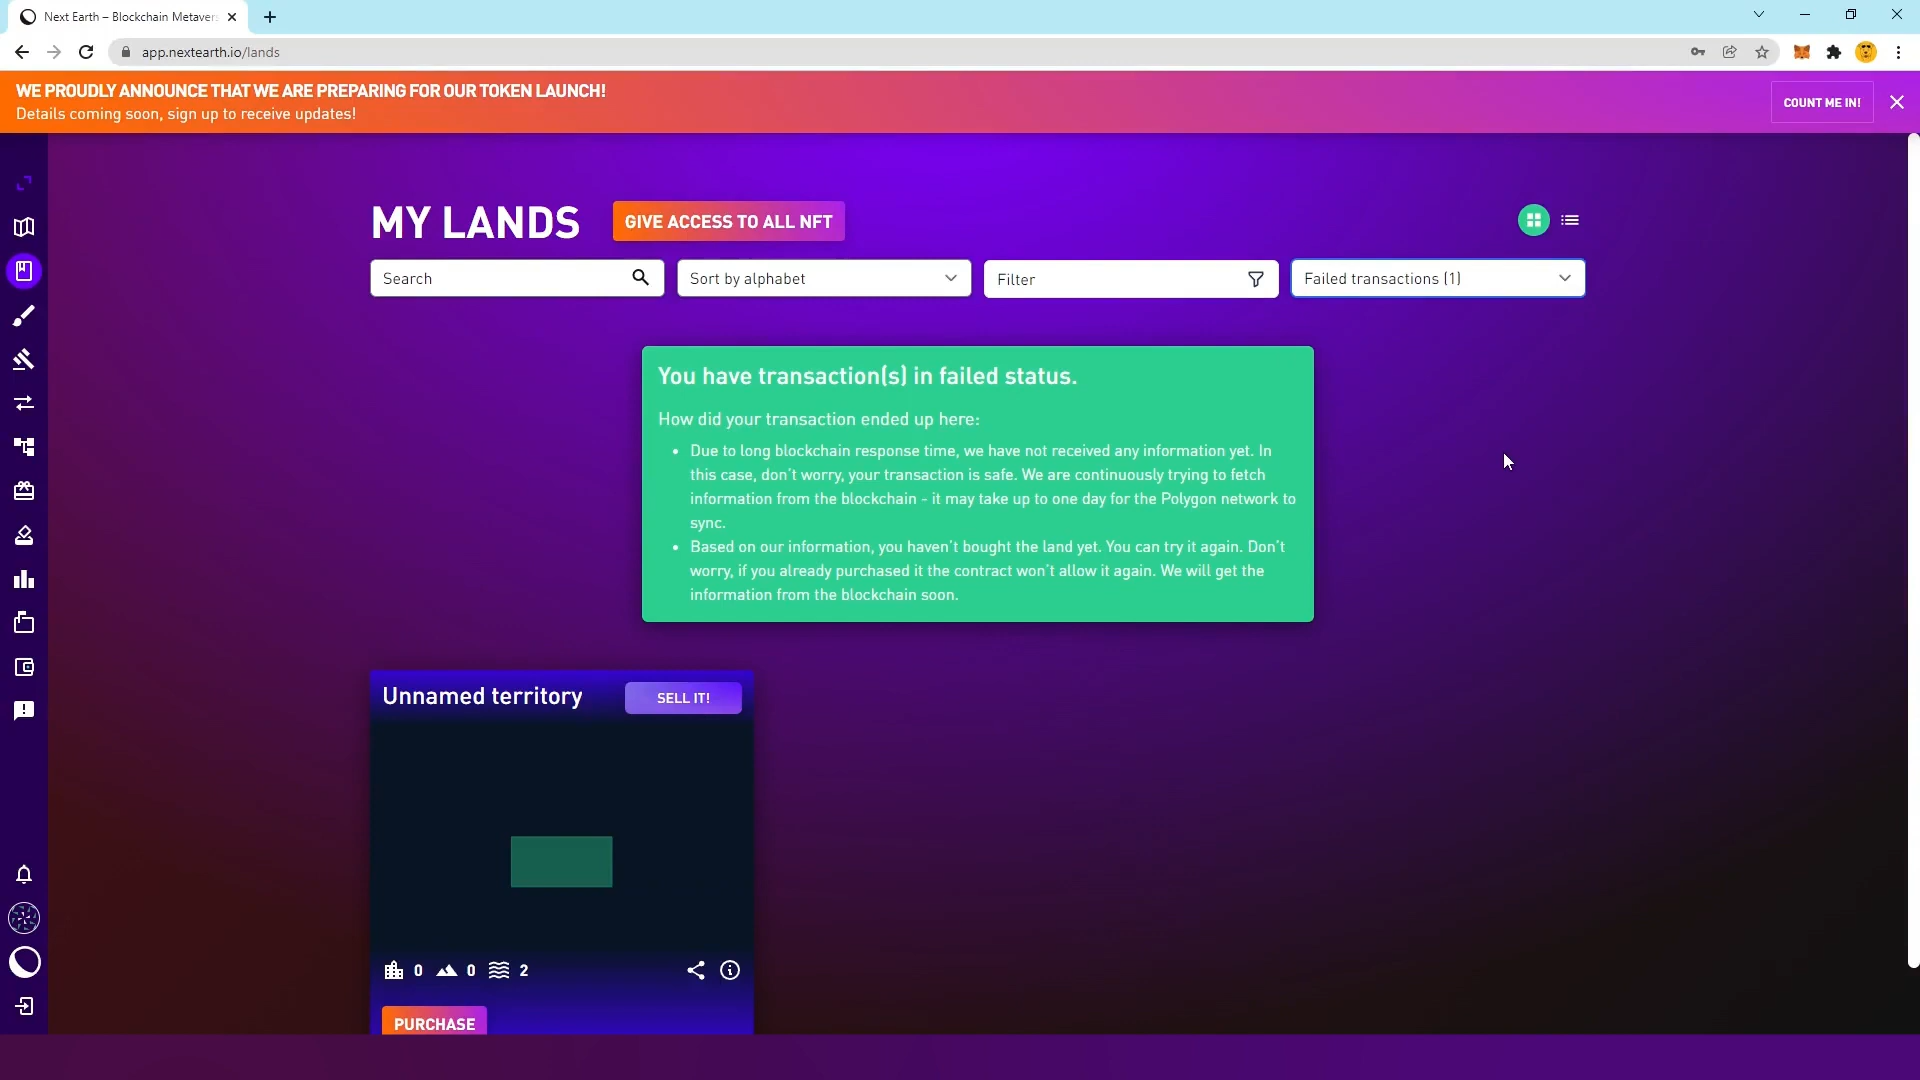 Next Earth – Blockchain Metavers
app.nextearth.io/lands
WE PROUDLY ANNOUNCE THAT WE ARE PREPARING FOR OUR TOKEN LAUNCH!
Details coming soon, sign up to receive updates!
COUNT ME IN!
MY LANDS
GIVE ACCESS TO ALL NFT
Search
Sort by alphabet
Filter
Failed transactions (1)
You have transaction(s) in failed status.
How did your transaction ended up here:
• Due to long blockchain response time, we have not received any information yet. In
this case, don't worry, your transaction is safe. We are continuously trying to fetch
information from the blockchain - it may take up to one day for the Polygon network to
sync.
• Based on our information, you haven't bought the land yet. You can try it again. Don't
worry, if you already purchased it the contract won't allow it again. We will get the
information from the blockchain soon.
Unnamed territory
SELL IT!
0 0 2
PURCHASE